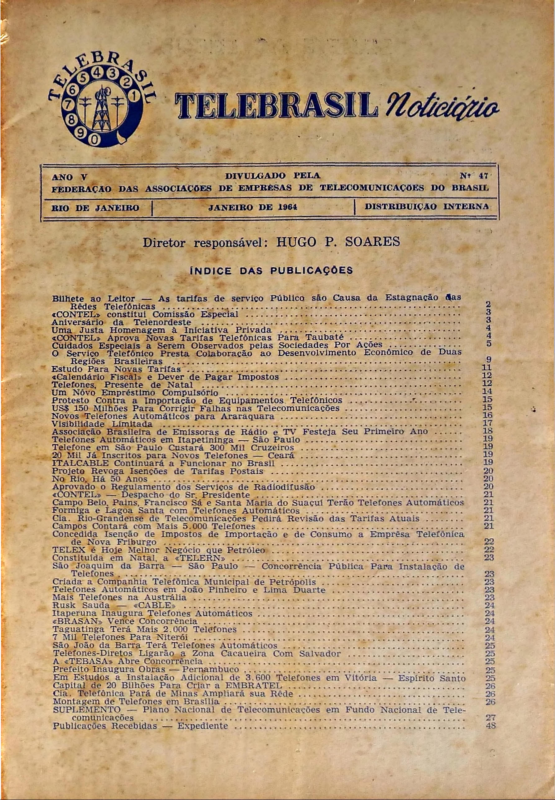 TELEBRASIL
1 2 3 4 5 6 7 8 9 0
TELEBRASIL Noticiário
ANO V DIVULGADO PELA Nº 47
FEDERAÇÃO DAS ASSOCIAÇÕES DE EMPRESAS DE TELECOMUNICAÇÕES DO BRASIL
RIO DE JANEIRO JANEIRO DE 1964 DISTRIBUIÇÃO INTERNA
Diretor responsável: HUGO P. SOARES
ÍNDICE DAS PUBLICAÇÕES
Bilhete ao Leitor — As tarifas de serviço Público são Causa da Estagnação das
Rêdes Telefônicas 2
«CONTEL» constitui Comissão Especial 3
Aniversário da Telenordeste 3
Uma Justa Homenagem à Iniciativa Privada 4
«CONTEL» Aprova Novas Tarifas Telefônicas Para Taubaté 4
Cuidados Especiais a Serem Observados pelas Sociedades Por Ações 5
O Serviço Telefônico Presta Colaboração ao Desenvolvimento Econômico de Duas
Regiões Brasileiras 9
Estudo Para Novas Tarifas 11
«Calendário Fiscal» e Dever de Pagar Impostos 12
Telefones, Presente de Natal 12
Um Nôvo Empréstimo Compulsório 14
Protesto Contra a Importação de Equipamentos Telefônicos 15
US$ 150 Milhões Para Corrigir Falhas nas Telecomunicações 15
Novos Telefones Automáticos para Araraquara 16
Visibilidade Limitada 17
Associação Brasileira de Emissoras de Rádio e TV Festeja Seu Primeiro Ano 18
Telefones Automáticos em Itapetininga — São Paulo 19
Telefone em São Paulo Custará 300 Mil Cruzeiros 19
20 Mil Já Inscritos para Novos Telefones — Ceará 19
ITALCABLE Continuará a Funcionar no Brasil 19
Projeto Revoga Isenções de Tarifas Postais 20
No Rio, Há 50 Anos 20
Aprovado o Regulamento dos Serviços de Radiodifusão 20
«CONTEL» — Despacho do Sr. Presidente 21
Campo Belo, Pains, Francisco Sá e Santa Maria do Suaçuí Terão Telefones Automáticos 21
Formiga e Lagoa Santa com Telefones Automáticos 21
Cia. Rio-Grandense de Telecomunicações Pedirá Revisão das Tarifas Atuais 21
Campos Contará com Mais 5.000 Telefones 21
Concedida Isenção de Impostos de Importação e de Consumo a Emprêsa Telefônica
de Nova Friburgo 22
TELEX é Hoje Melhor Negócio que Petróleo 22
Constituída em Natal, a «TELERN» 23
São Joaquim da Barra — São Paulo — Concorrência Pública Para Instalação de
Telefones 23
Criada a Companhia Telefônica Municipal de Petrópolis 23
Telefones Automáticos em João Pinheiro e Lima Duarte 23
Mais Telefones na Austrália 23
Rusk Sauda — «CABLE» 24
Itaperuna Inaugura Telefones Automáticos 24
«BRASAN» Vence Concorrência 24
Taguatinga Terá Mais 2.000 Telefones 24
7 Mil Telefones Para Niterói 24
São João da Barra Terá Telefones Automáticos 25
Telefones-Diretos Ligarão a Zona Cacaueira Com Salvador 25
A «TEBASA» Abre Concorrência 25
Prefeito Inaugura Obras — Pernambuco 25
Em Estudos a Instalação Adicional de 3.600 Telefones em Vitória — Espírito Santo 25
Capital de 20 Bilhões Para Criar a EMBRATEL 26
Cia. Telefônica Pará de Minas Ampliará sua Rêde 26
Montagem de Telefones em Brasília 26
SUPLEMENTO — Plano Nacional de Telecomunicações em Fundo Nacional de Tele-
comunicações 27
Publicações Recebidas — Expediente 48